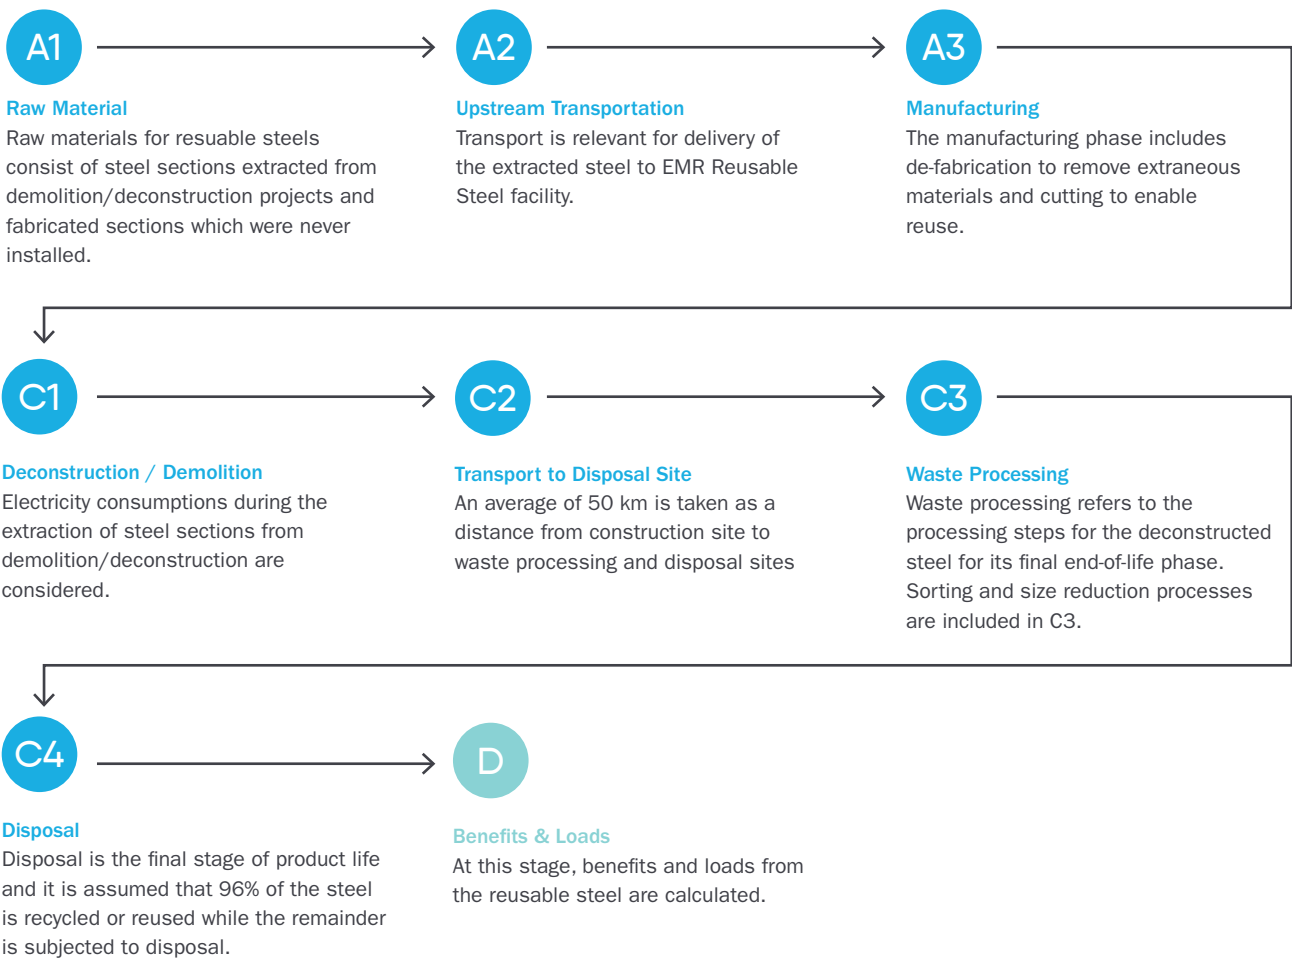 A1
Raw Material
Raw materials for resuable steels
consist of steel sections extracted from
demolition/deconstruction projects and
fabricated sections which were never
installed.
A2
Upstream Transportation
Transport is relevant for delivery of
the extracted steel to EMR Reusable
Steel facility.
A3
Manufacturing
The manufacturing phase includes
de-fabrication to remove extraneous
materials and cutting to enable
reuse.
C1
Deconstruction / Demolition
Electricity consumptions during the
extraction of steel sections from
demolition/deconstruction are
considered.
C2
Transport to Disposal Site
An average of 50 km is taken as a
distance from construction site to
waste processing and disposal sites
C3
Waste Processing
Waste processing refers to the
processing steps for the deconstructed
steel for its final end-of-life phase.
Sorting and size reduction processes
are included in C3.
C4
Disposal
Disposal is the final stage of product life
and it is assumed that 96% of the steel
is recycled or reused while the remainder
is subjected to disposal.
D
Benefits & Loads
At this stage, benefits and loads from
the reusable steel are calculated.